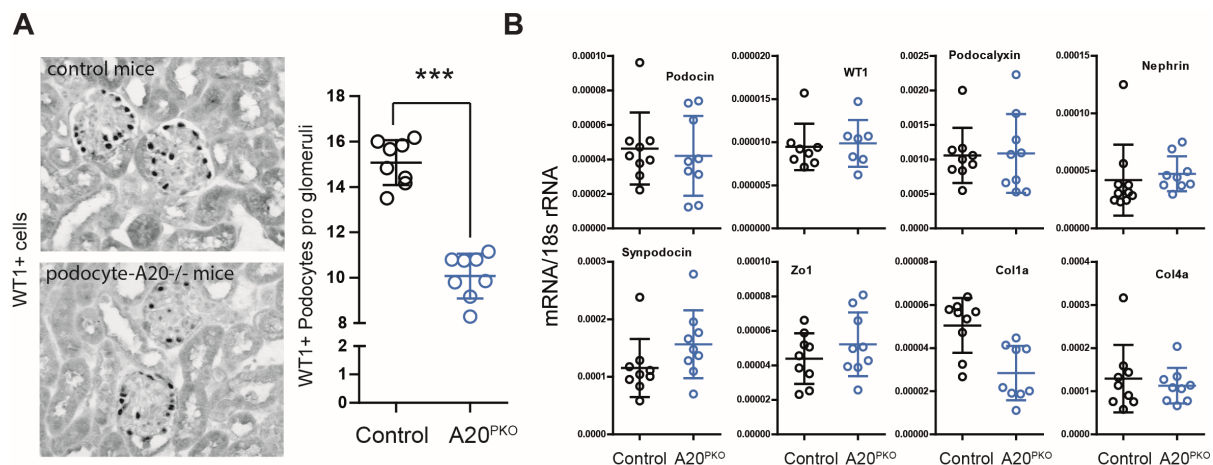 A
control mice
podocyte-A20-/- mice
WT1+ cells
WT1+ Podocytes pro glomeruli
***
18
16
14
12
10
8
2
1
0
Control
A20PKO
B
mRNA/18s rRNA
Podocin
0.00010
0.00008
0.00006
0.00004
0.00002
0.00000
WT1
0.000020
0.000015
0.000010
0.000005
0.000000
Podocalyxin
0.0025
0.0020
0.0015
0.0010
0.0005
0.0000
Nephrin
0.00015
0.00010
0.00005
0.00000
Synpodocin
0.0003
0.0002
0.0001
0.0000
Control A20PKO
Zo1
0.00010
0.00008
0.00006
0.00004
0.00002
0.00000
Control A20PKO
Col1a
0.00008
0.00006
0.00004
0.00002
0.00000
Control A20PKO
Col4a
0.0004
0.0003
0.0002
0.0001
0.0000
Control A20PKO